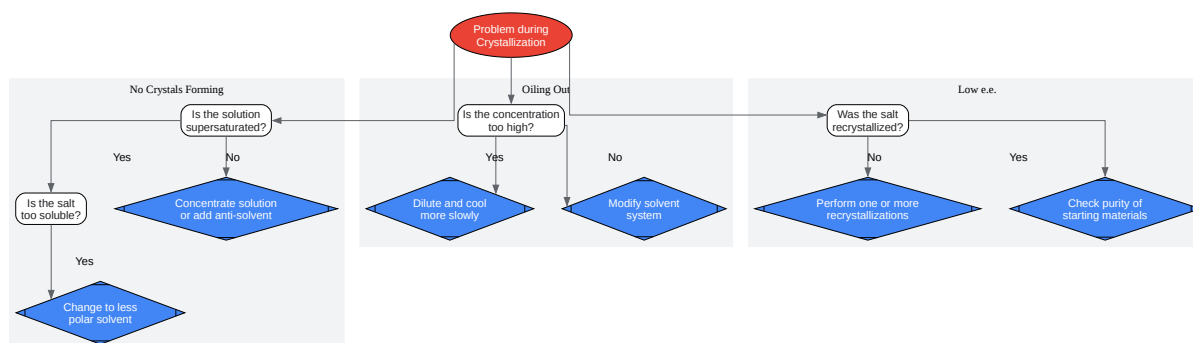 Problem during
Crystallization
No Crystals Forming
Is the solution
supersaturated?
Yes
No
Is the salt
too soluble?
Concentrate solution
or add anti-solvent
Yes
Change to less
polar solvent
Oiling Out
Is the concentration
too high?
Yes
No
Dilute and cool
more slowly
Modify solvent
system
Low e.e.
Was the salt
recrystallized?
No
Yes
Perform one or more
recrystallizations
Check purity of
starting materials